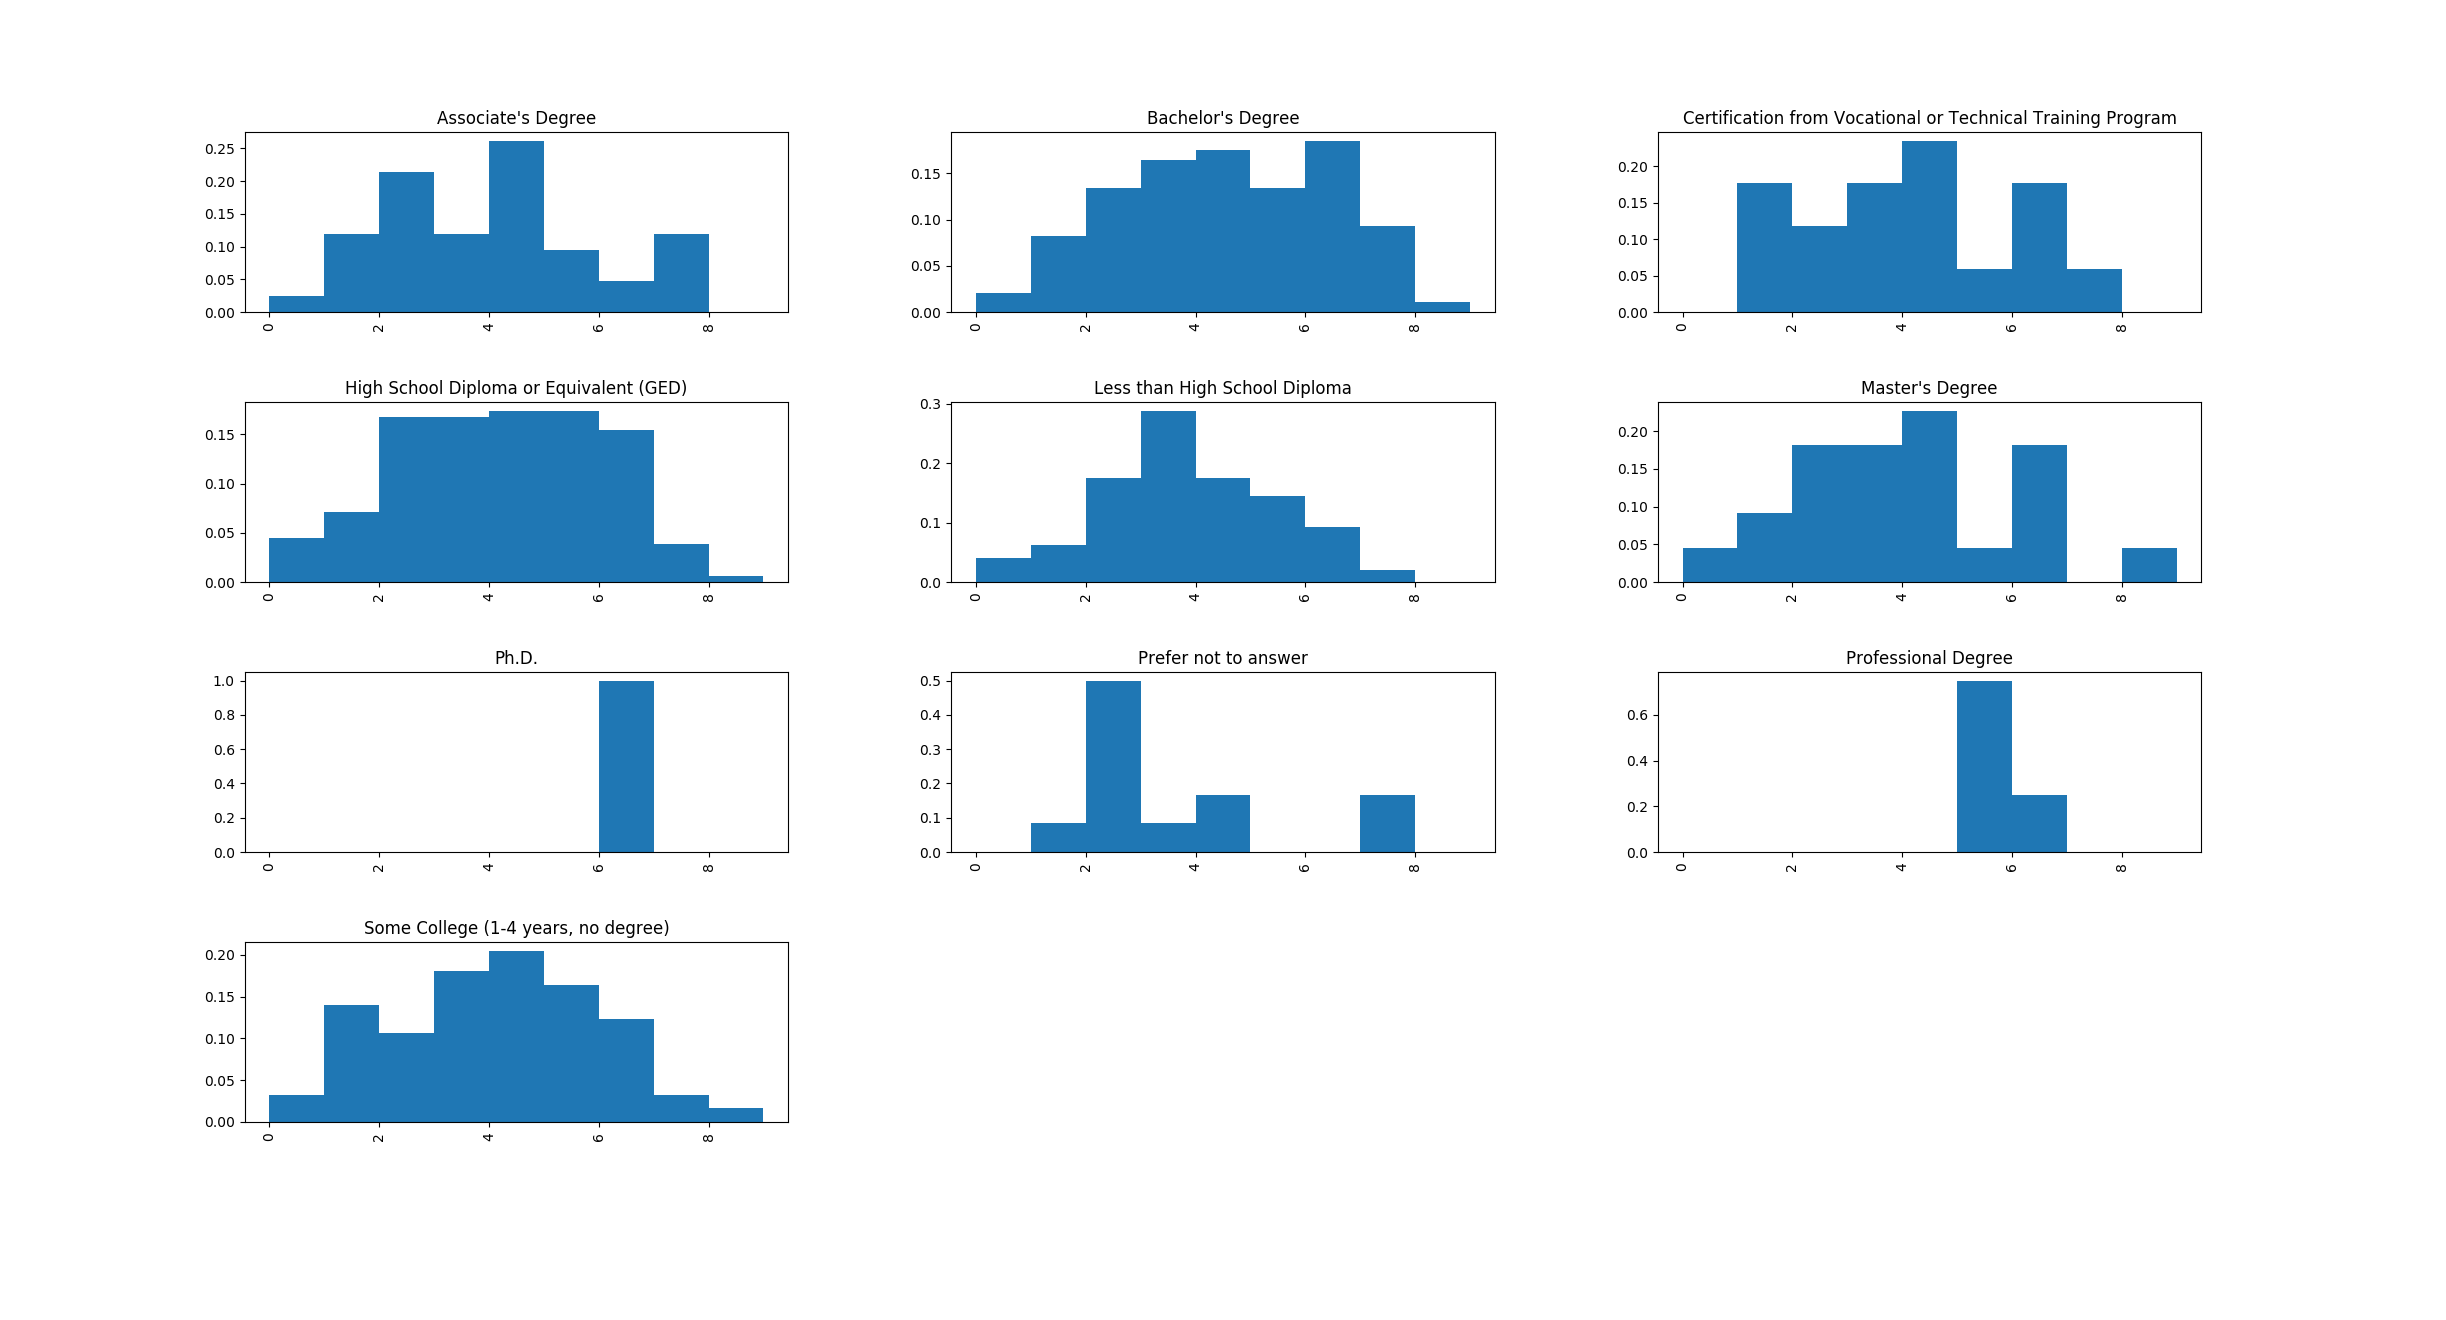 Associate's Degree
0.25
0.20
0.15
0.10
0.05
0.00
0 2 4 6 8
Bachelor's Degree
0.15
0.10
0.05
0.00
0 2 4 6 8
Certification from Vocational or Technical Training Program
0.20
0.15
0.10
0.05
0.00
0 2 4 6 8
High School Diploma or Equivalent (GED)
0.15
0.10
0.05
0.00
0 2 4 6 8
Less than High School Diploma
0.3
0.2
0.1
0.0
0 2 4 6 8
Master's Degree
0.20
0.15
0.10
0.05
0.00
0 2 4 6 8
Ph.D.
1.0
0.8
0.6
0.4
0.2
0.0
0 2 4 6 8
Prefer not to answer
0.5
0.4
0.3
0.2
0.1
0.0
0 2 4 6 8
Professional Degree
0.6
0.4
0.2
0.0
0 2 4 6 8
Some College (1-4 years, no degree)
0.20
0.15
0.10
0.05
0.00
0 2 4 6 8